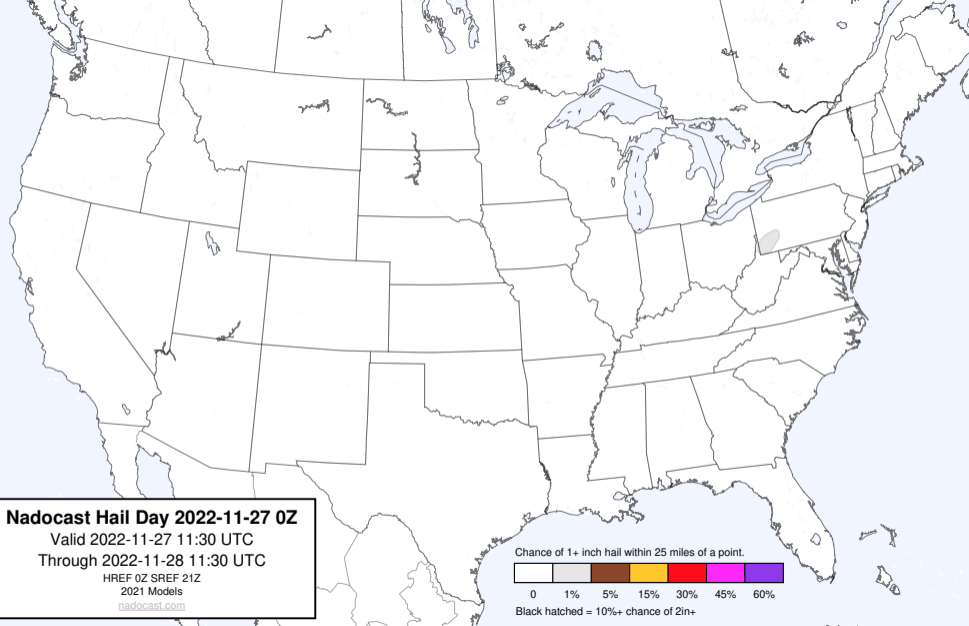 Nadocast Hail Day 2022-11-27 0Z
Valid 2022-11-27 11:30 UTC
Through 2022-11-28 11:30 UTC
HREF 0Z SREF 21Z
2021 Models
nadocast.com
Chance of 1+ inch hail within 25 miles of a point.
0 1% 5% 15% 30% 45% 60%
Black hatched = 10%+ chance of 2in+